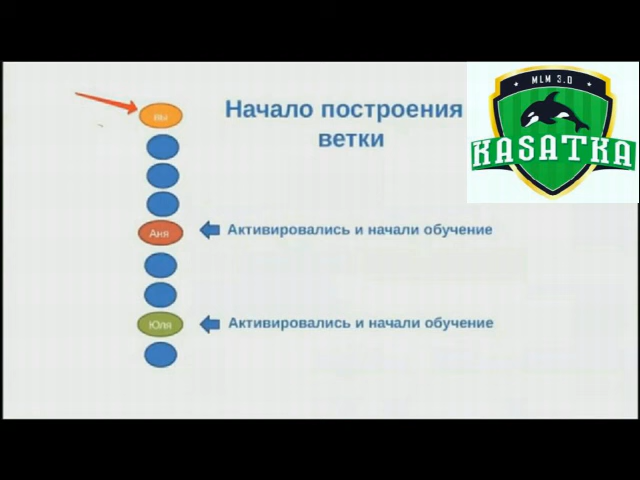 MLM 3.0
KASATKA
Начало построения
ветки
вы
Аня
Активировались и начали обучение
Юля
Активировались и начали обучение